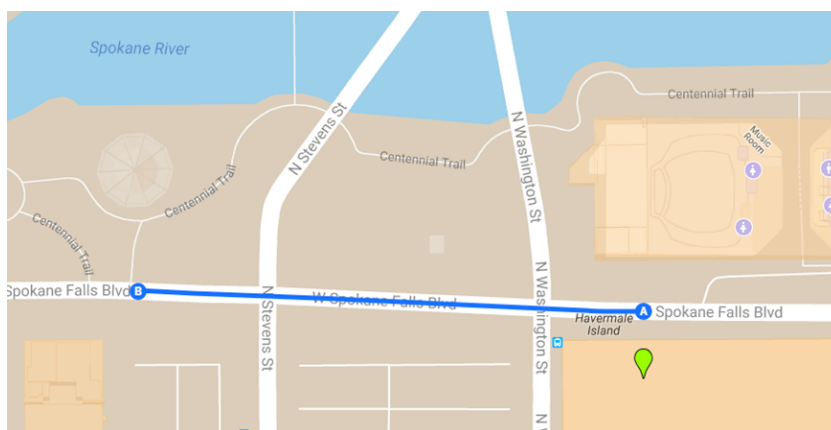 Spokane River
Centennial Trail
N Stevens St
N Washington St
Music
Room
Centennial Trail
Centennial Trail
Centennial Trail
Spokane Falls Blvd
B
W Spokane Falls Blvd
N Stevens St
N Washington St
A
Spokane Falls Blvd
Havermale
Island
N W